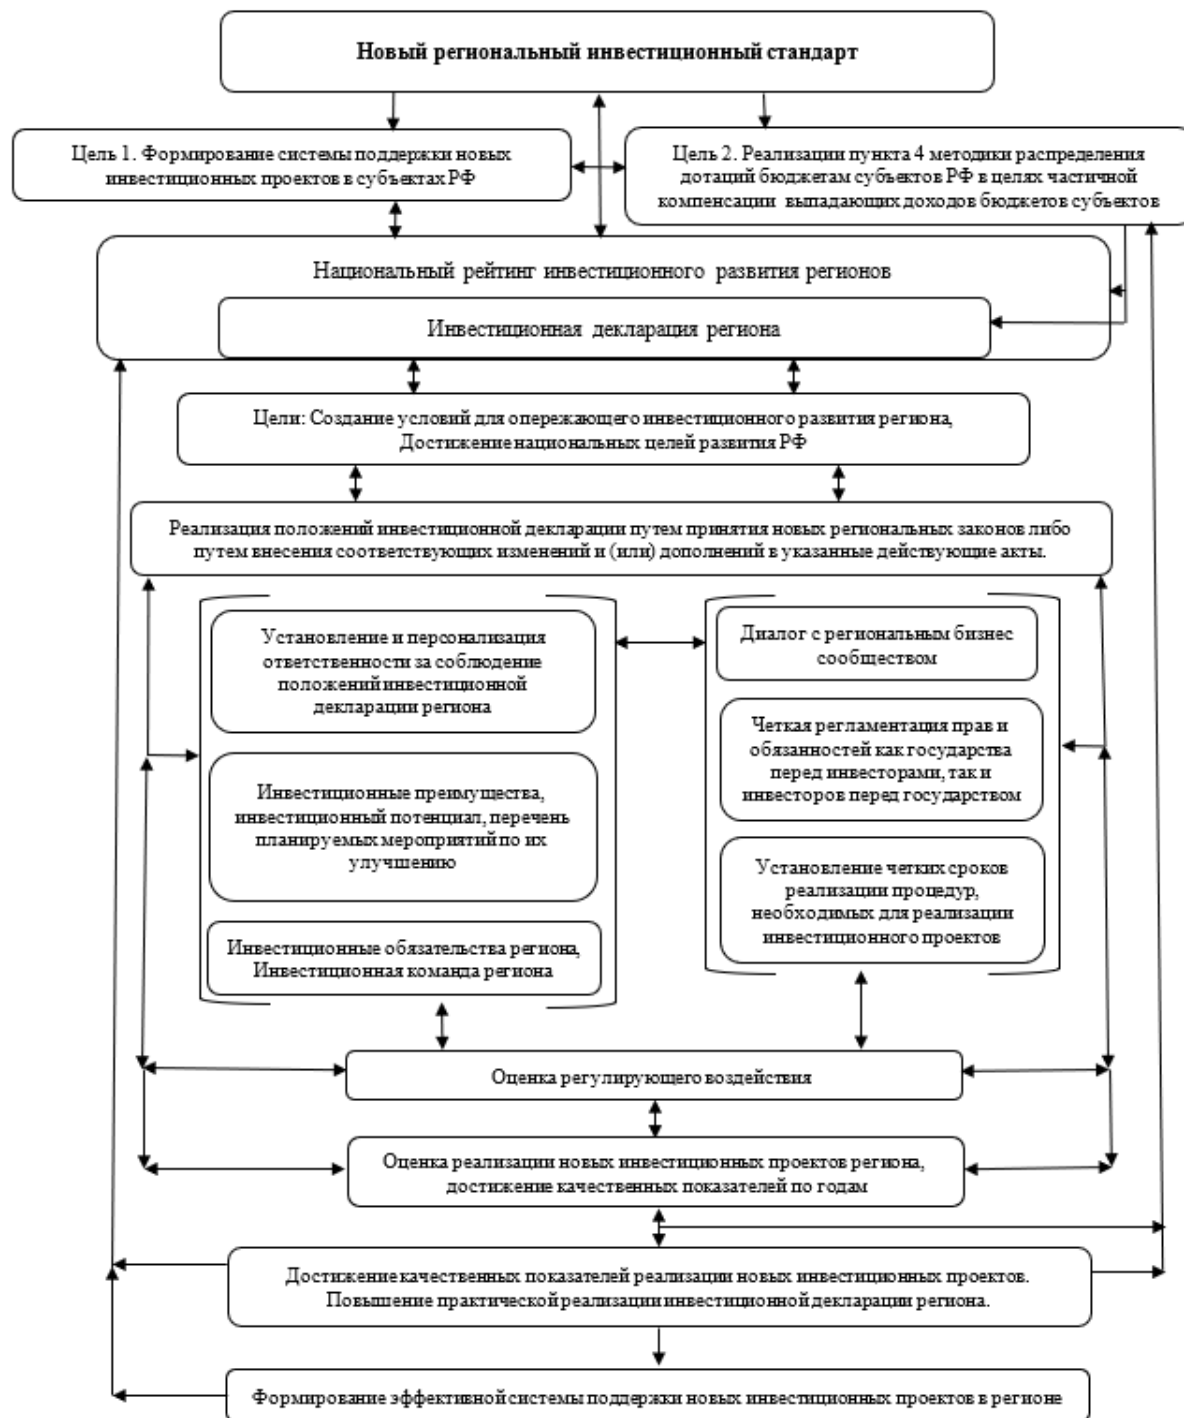 Новый региональный инвестиционный стандарт
Цель 1. Формирование системы поддержки новых
инвестиционных проектов в субъектах РФ
Цель 2. Реализации пункта 4 методики распределения
дотаций бюджетам субъектов РФ в целях частичной
компенсации выпадающих доходов бюджетов субъектов
Национальный рейтинг инвестиционного развития регионов
Инвестиционная декларация региона
Цели: Создание условий для опережающего инвестиционного развития региона,
Достижение национальных целей развития РФ
Реализация положений инвестиционной декларации путем принятия новых региональных законов либо
путем внесения соответствующих изменений и (или) дополнений в указанные действующие акты.
Установление и персонализация
ответственности за соблюдение
положений инвестиционной
декларации региона
Инвестиционные преимущества,
инвестиционный потенциал, перечень
планируемых мероприятий по их
улучшению
Инвестиционные обязательства региона,
Инвестиционная команда региона
Диалог с региональным бизнес
сообществом
Четкая регламентация прав и
обязанностей как государства
перед инвесторами, так и
инвесторов перед государством
Установление четких сроков
реализации процедур,
необходимых для реализации
инвестиционного проектов
Оценка регулирующего воздействия
Оценка реализации новых инвестиционных проектов региона,
достижение качественных показателей по годам
Достижение качественных показателей реализации новых инвестиционных проектов.
Повышение практической реализации инвестиционной декларации региона.
Формирование эффективной системы поддержки новых инвестиционных проектов в регионе